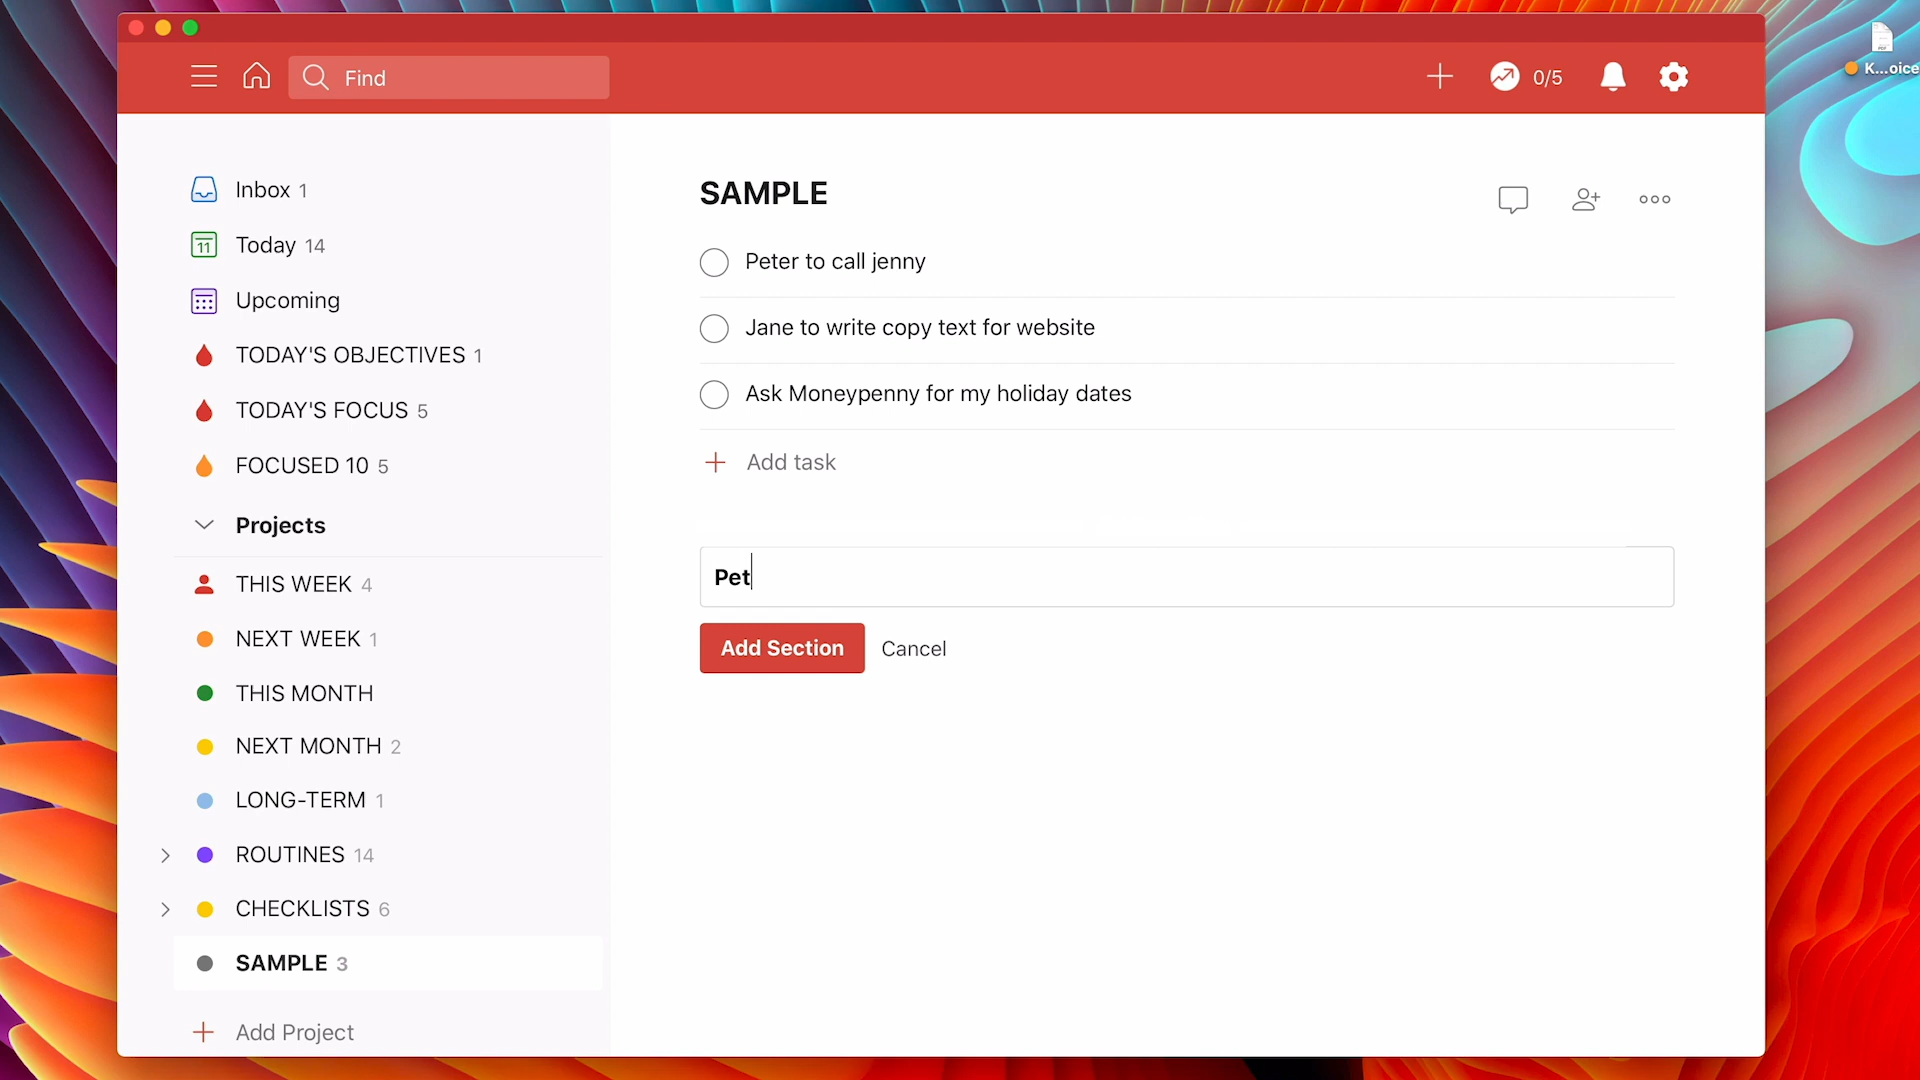 Find
0/5
K...oice
Inbox 1
11
Today 14
Upcoming
TODAY'S OBJECTIVES 1
TODAY'S FOCUS 5
FOCUSED 10 5
Projects
THIS WEEK 4
NEXT WEEK 1
THIS MONTH
NEXT MONTH 2
LONG-TERM 1
ROUTINES 14
CHECKLISTS 6
SAMPLE 3
Add Project
SAMPLE
Peter to call jenny
Jane to write copy text for website
Ask Moneypenny for my holiday dates
Add task
Pet
Add Section
Cancel